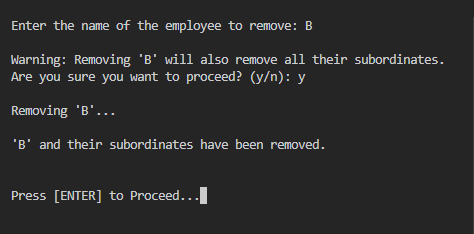 Enter the name of the employee to remove: B
Warning: Removing 'B' will also remove all their subordinates.
Are you sure you want to proceed? (y/n): y
Removing 'B'...
'B' and their subordinates have been removed.
Press [ENTER] to Proceed...